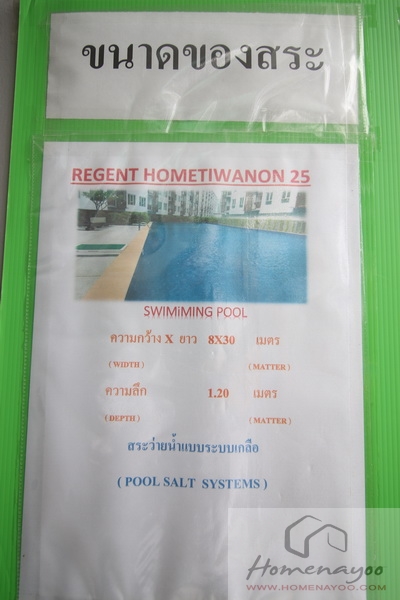 ขนาดของสระ
REGENT HOMETIWANON 25
SWIMiMING POOL
ความกว้าง X ยาว 8X30 เมตร
( WIDTH ) ( MATTER )
ความลึก 1.20 เมตร
( DEPTH ) ( MATTER )
สระว่ายน้ำแบบระบบเกลือ
( POOL SALT SYSTEMS )
Homenayoo
WWW.HOMENAYOO.COM